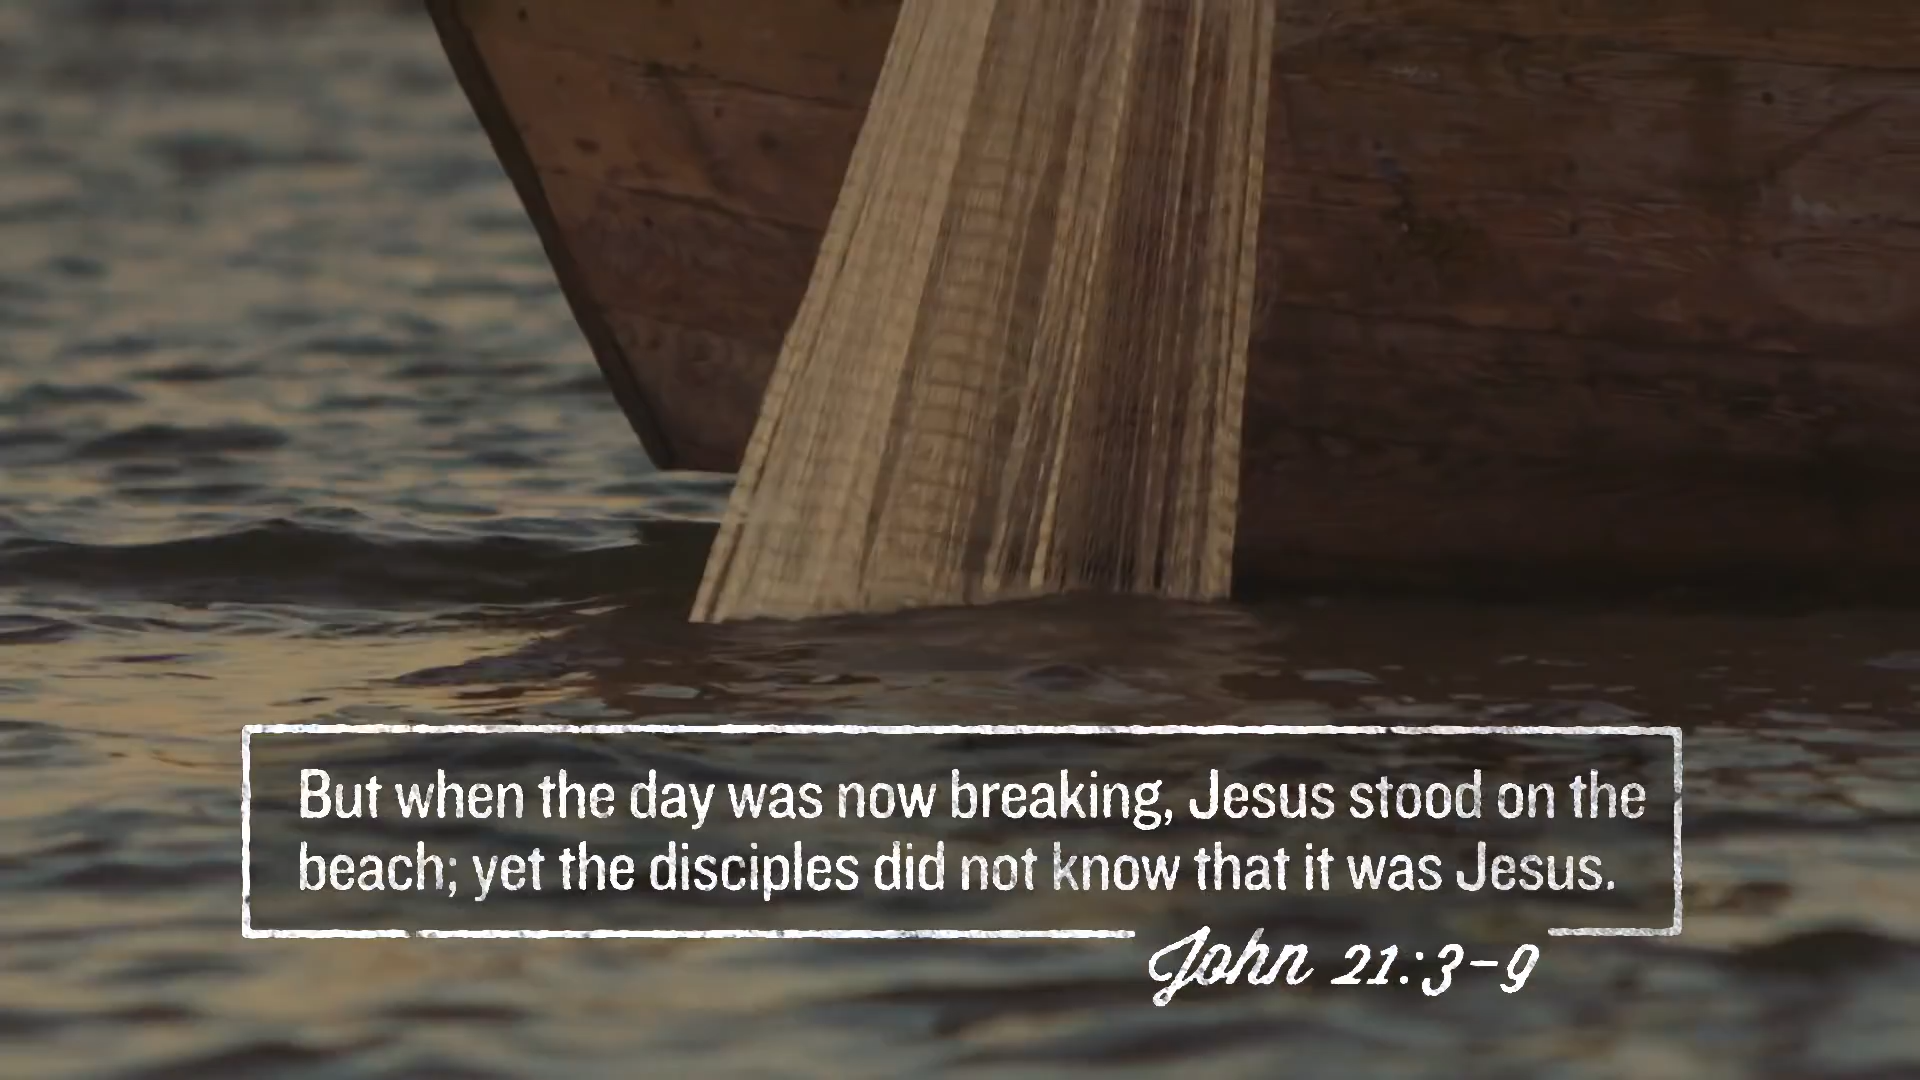 But when the day was now breaking, Jesus stood on the
beach; yet the disciples did not know that it was Jesus.
John 21:3-9